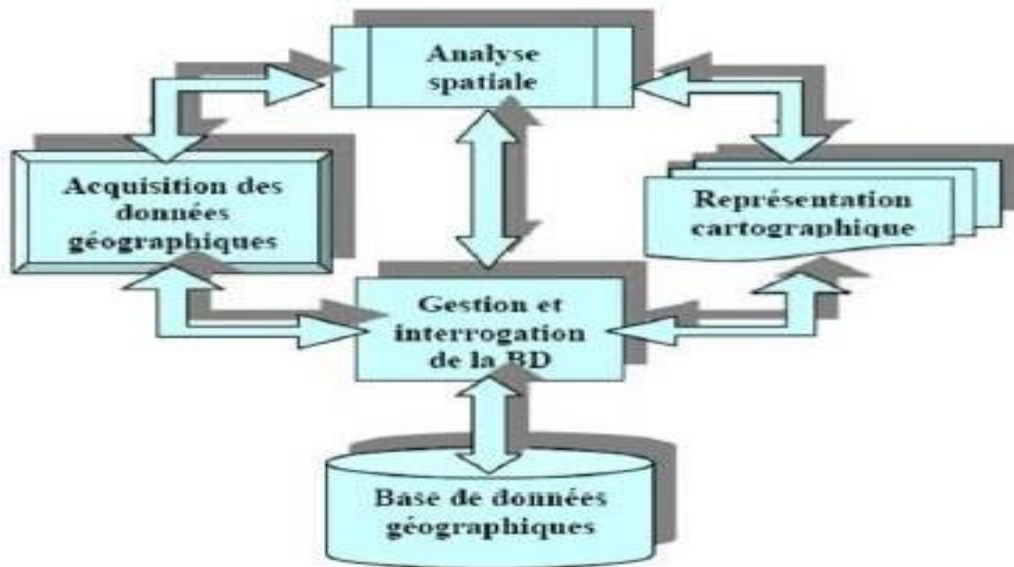 Analyse
spatiale
Acquisition des
données
géographiques
Représentation
cartographique
Gestion et
interrogation
de la BD
Base de données
géographiques